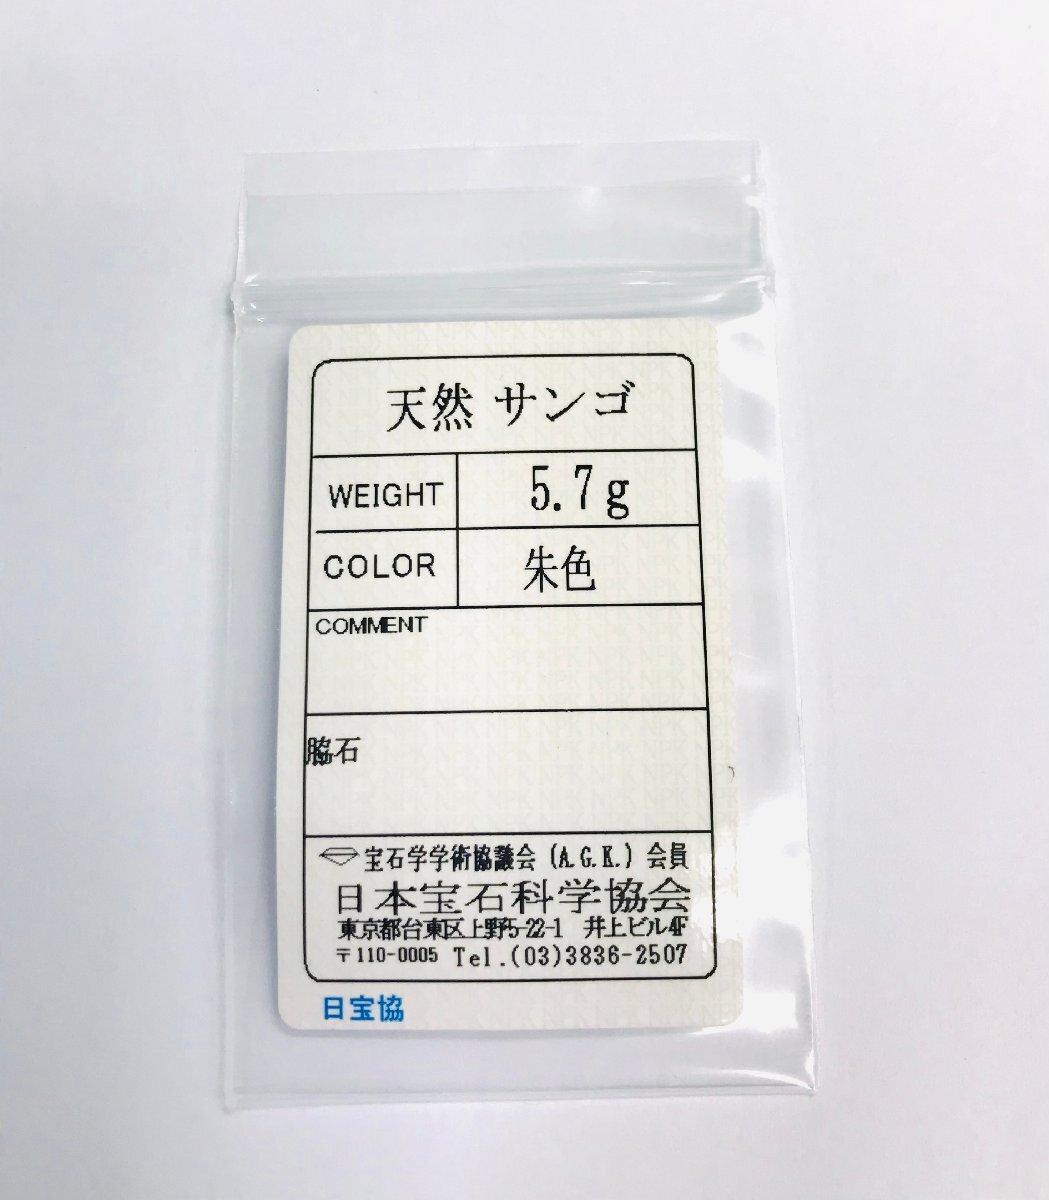 天然 サンゴ
WEIGHT 5.7g
COLOR 朱色
COMMENT
脇石
宝石学学術協議会 (A.G.K.) 会員
日本宝石科学協会
東京都台東区上野5-22-1 井上ビル4F
〒110-0005 Tel.(03)3836-2507
日宝協